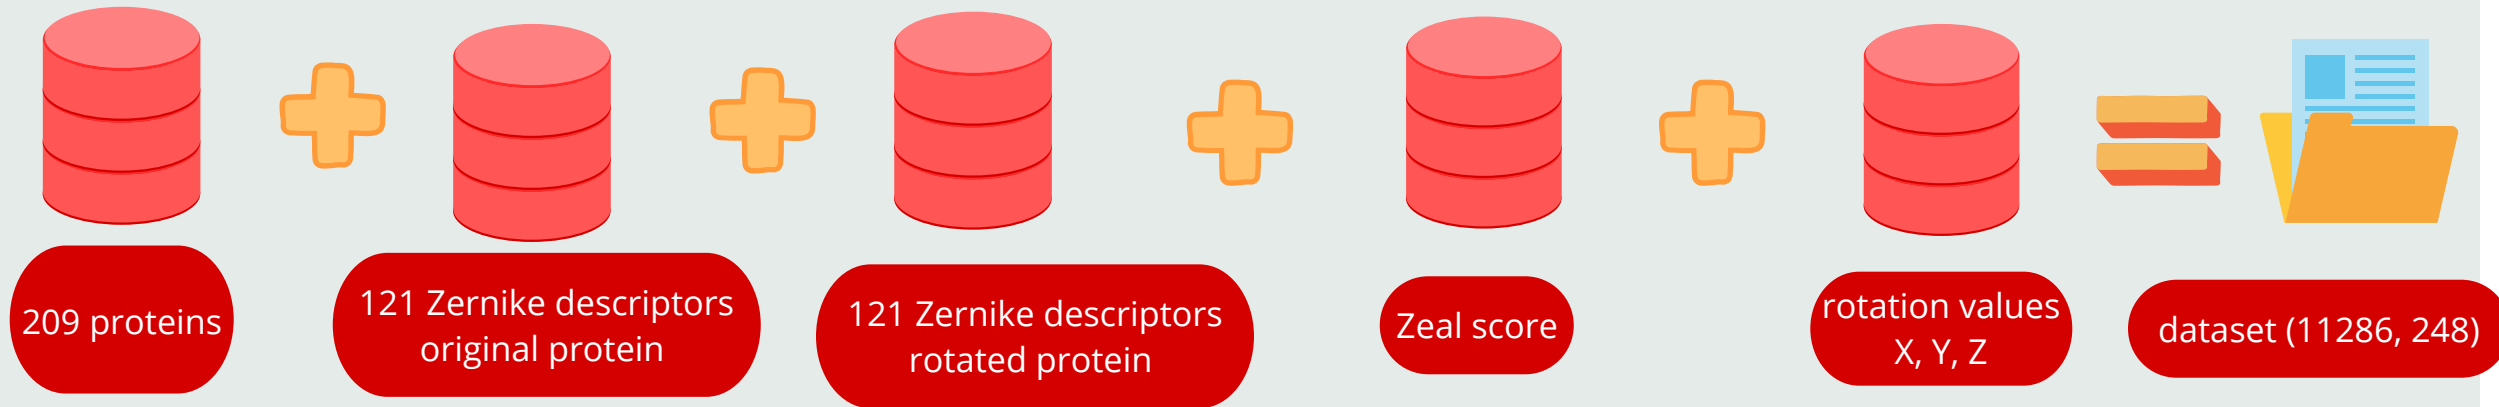 209 proteins
121 Zernike descriptors
original protein
121 Zernike descriptors
rotated protein
Zeal score
rotation values
X, Y, Z
dataset (11286, 248)